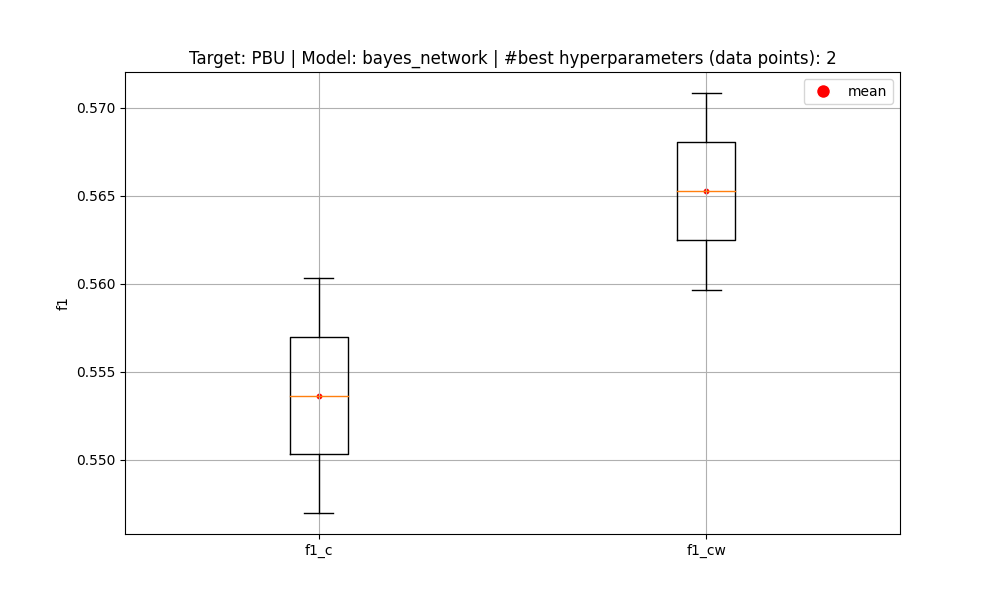 Target: PBU | Model: bayes_network | #best hyperparameters (data points): 2
mean
0.570
0.565
0.560
0.555
0.550
f1
f1_c
f1_cw